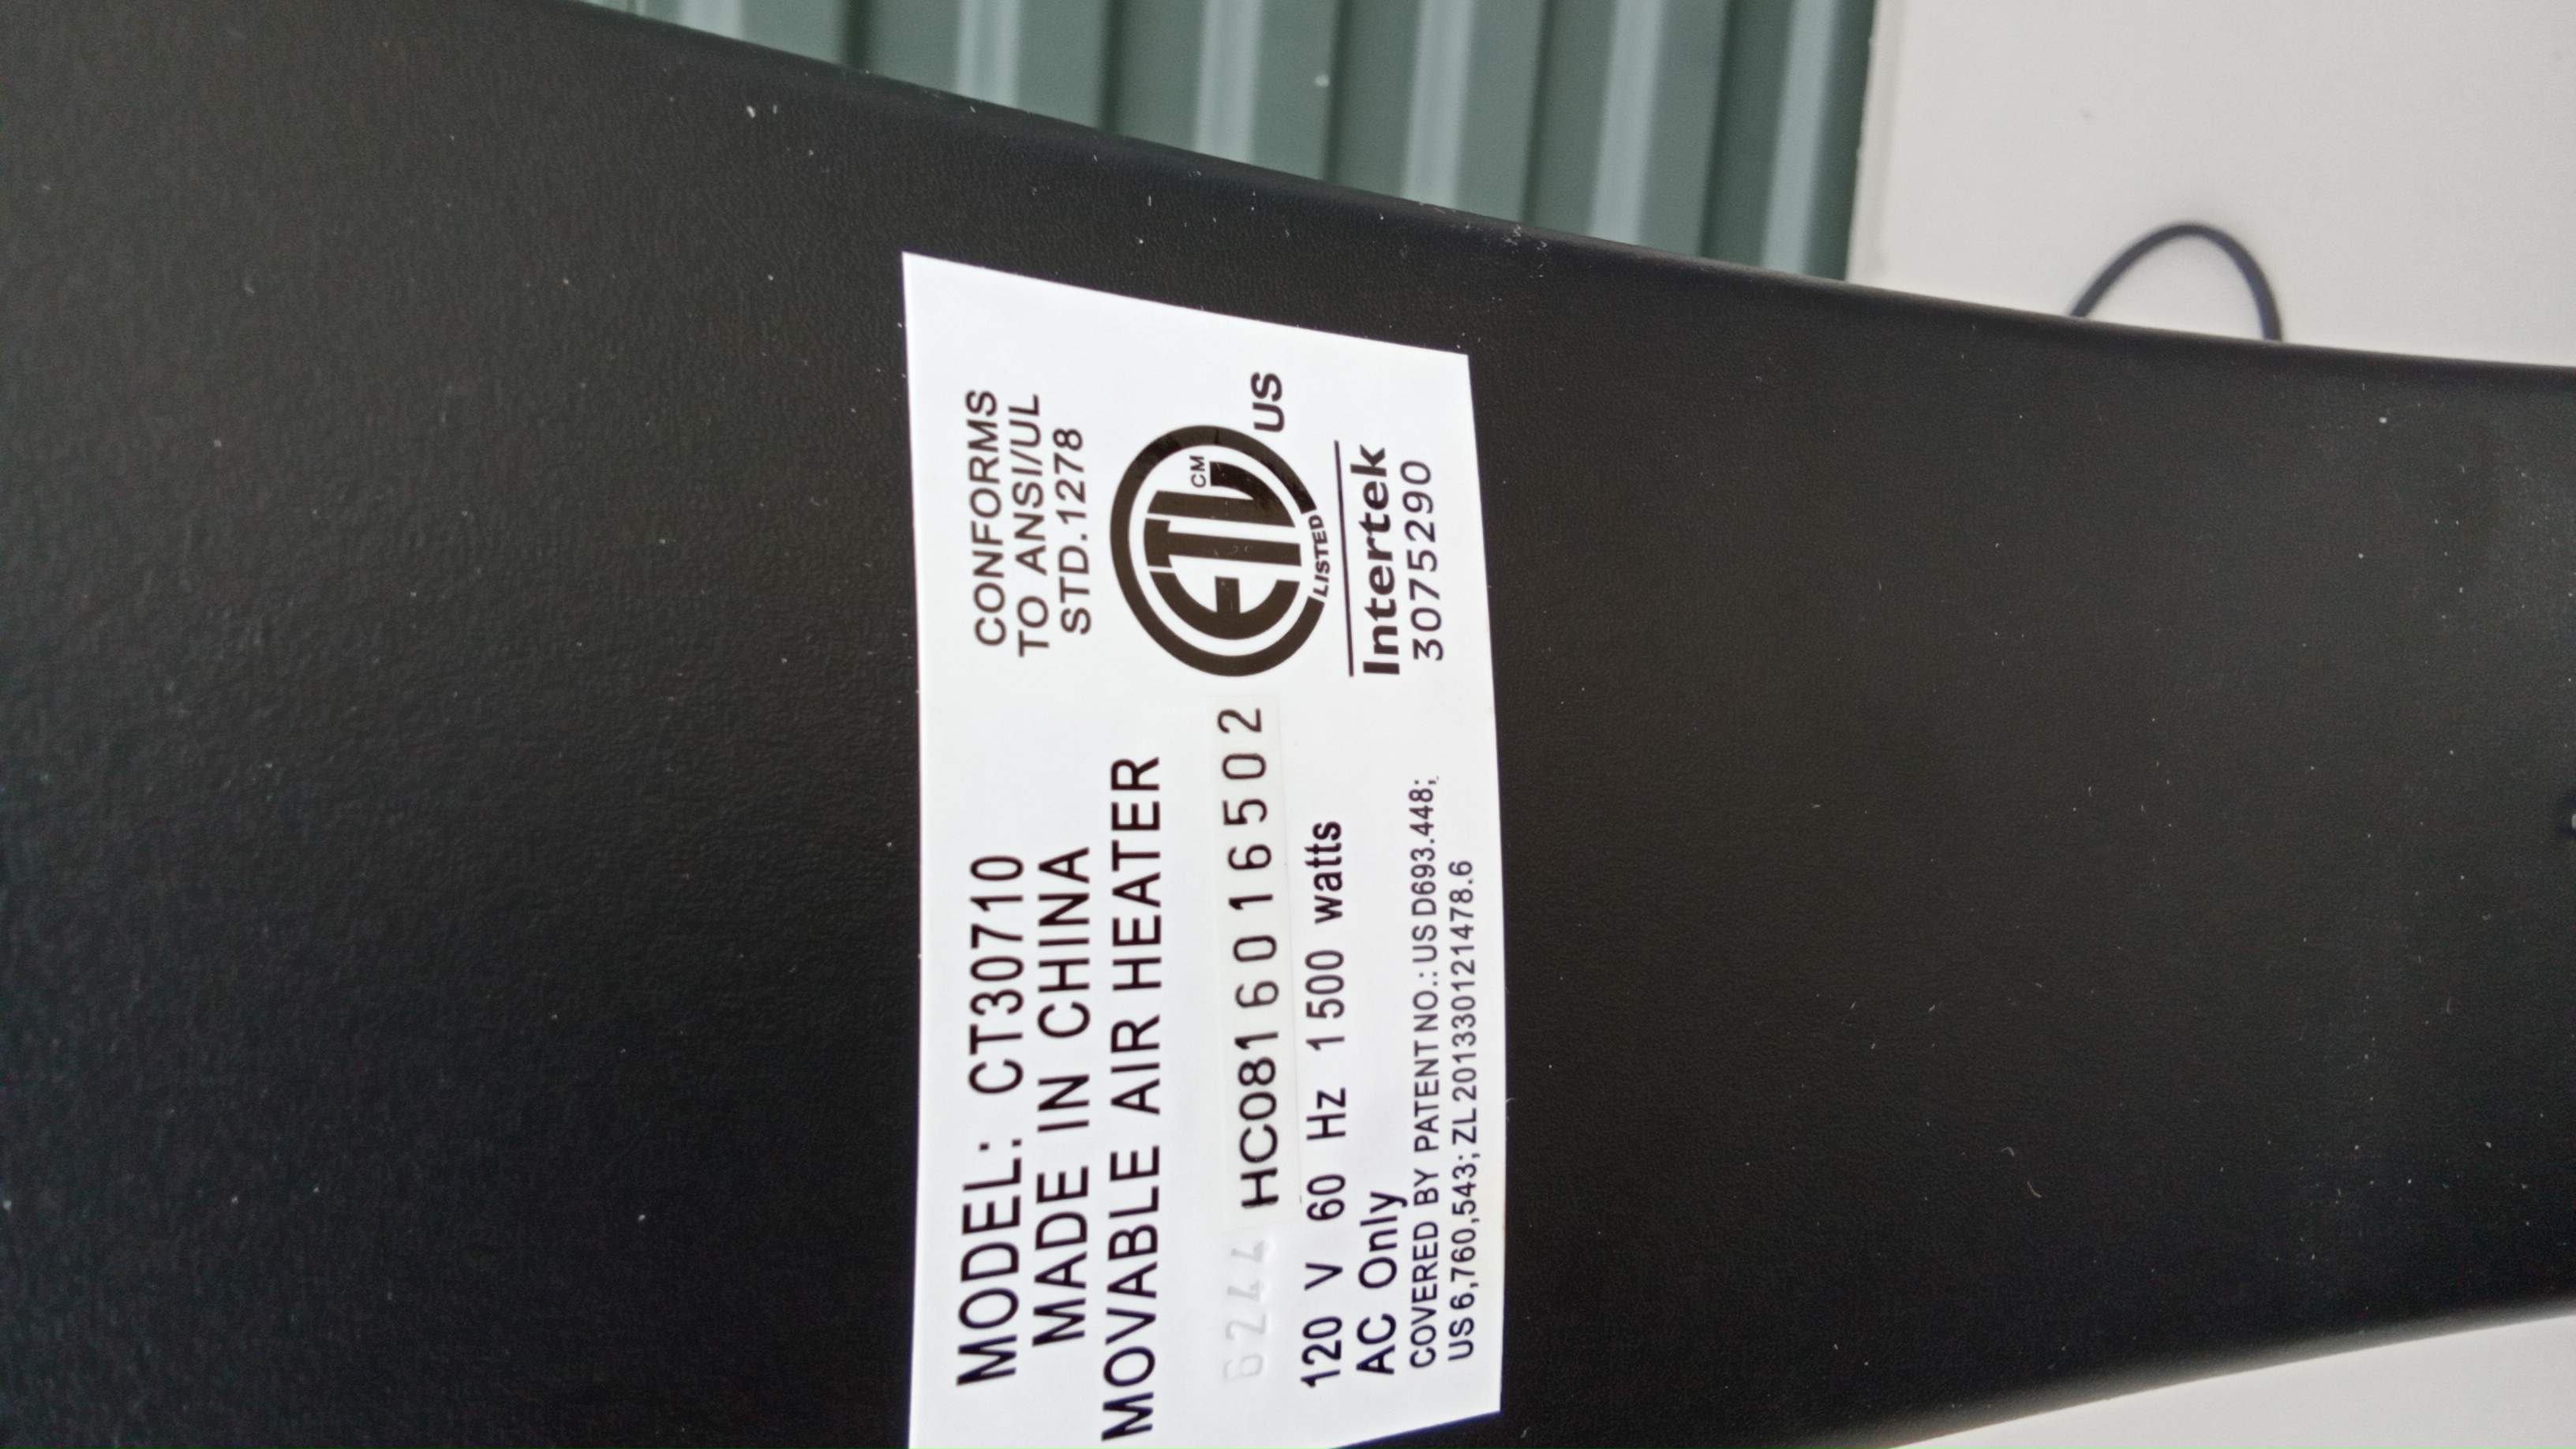 MODEL: CT30710
MADE IN CHINA
MOVABLE AIR HEATER
6244 HC0816016502
120 V 60 Hz 1500 watts
AC Only
COVERED BY PATENT NO.: US D693.448;
US 6,760,543; ZL 201330121478.6
CONFORMS
TO ANSI/UL
STD.1278
ETL CM
LISTED
US
Intertek
3075290